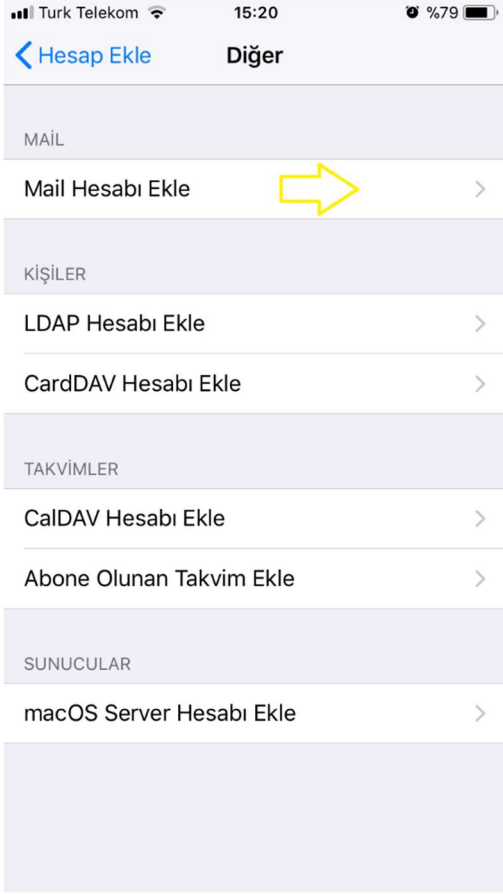 Turk Telekom 15:20 %79
Hesap Ekle Diğer
MAİL
Mail Hesabı Ekle
KİŞİLER
LDAP Hesabı Ekle
CardDAV Hesabı Ekle
TAKVİMLER
CalDAV Hesabı Ekle
Abone Olunan Takvim Ekle
SUNUCULAR
macOS Server Hesabı Ekle